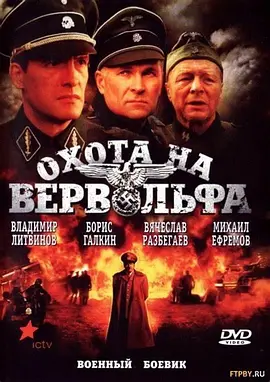 ОХОТА НА
ВЕРВОЛЬФА
ВЛАДИМИР БОРИС ВЯЧЕСЛАВ МИХАИЛ
ЛИТВИНОВ ГАЛКИН РАЗБЕГАЕВ ЕФРЕМОВ
ictv
DVD
VIDEO
ВОЕННЫЙ БОЕВИК
FTPBY.RU